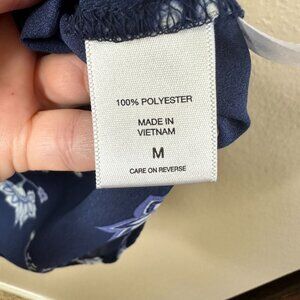 100% POLYESTER
MADE IN
VIETNAM
M
CARE ON REVERSE